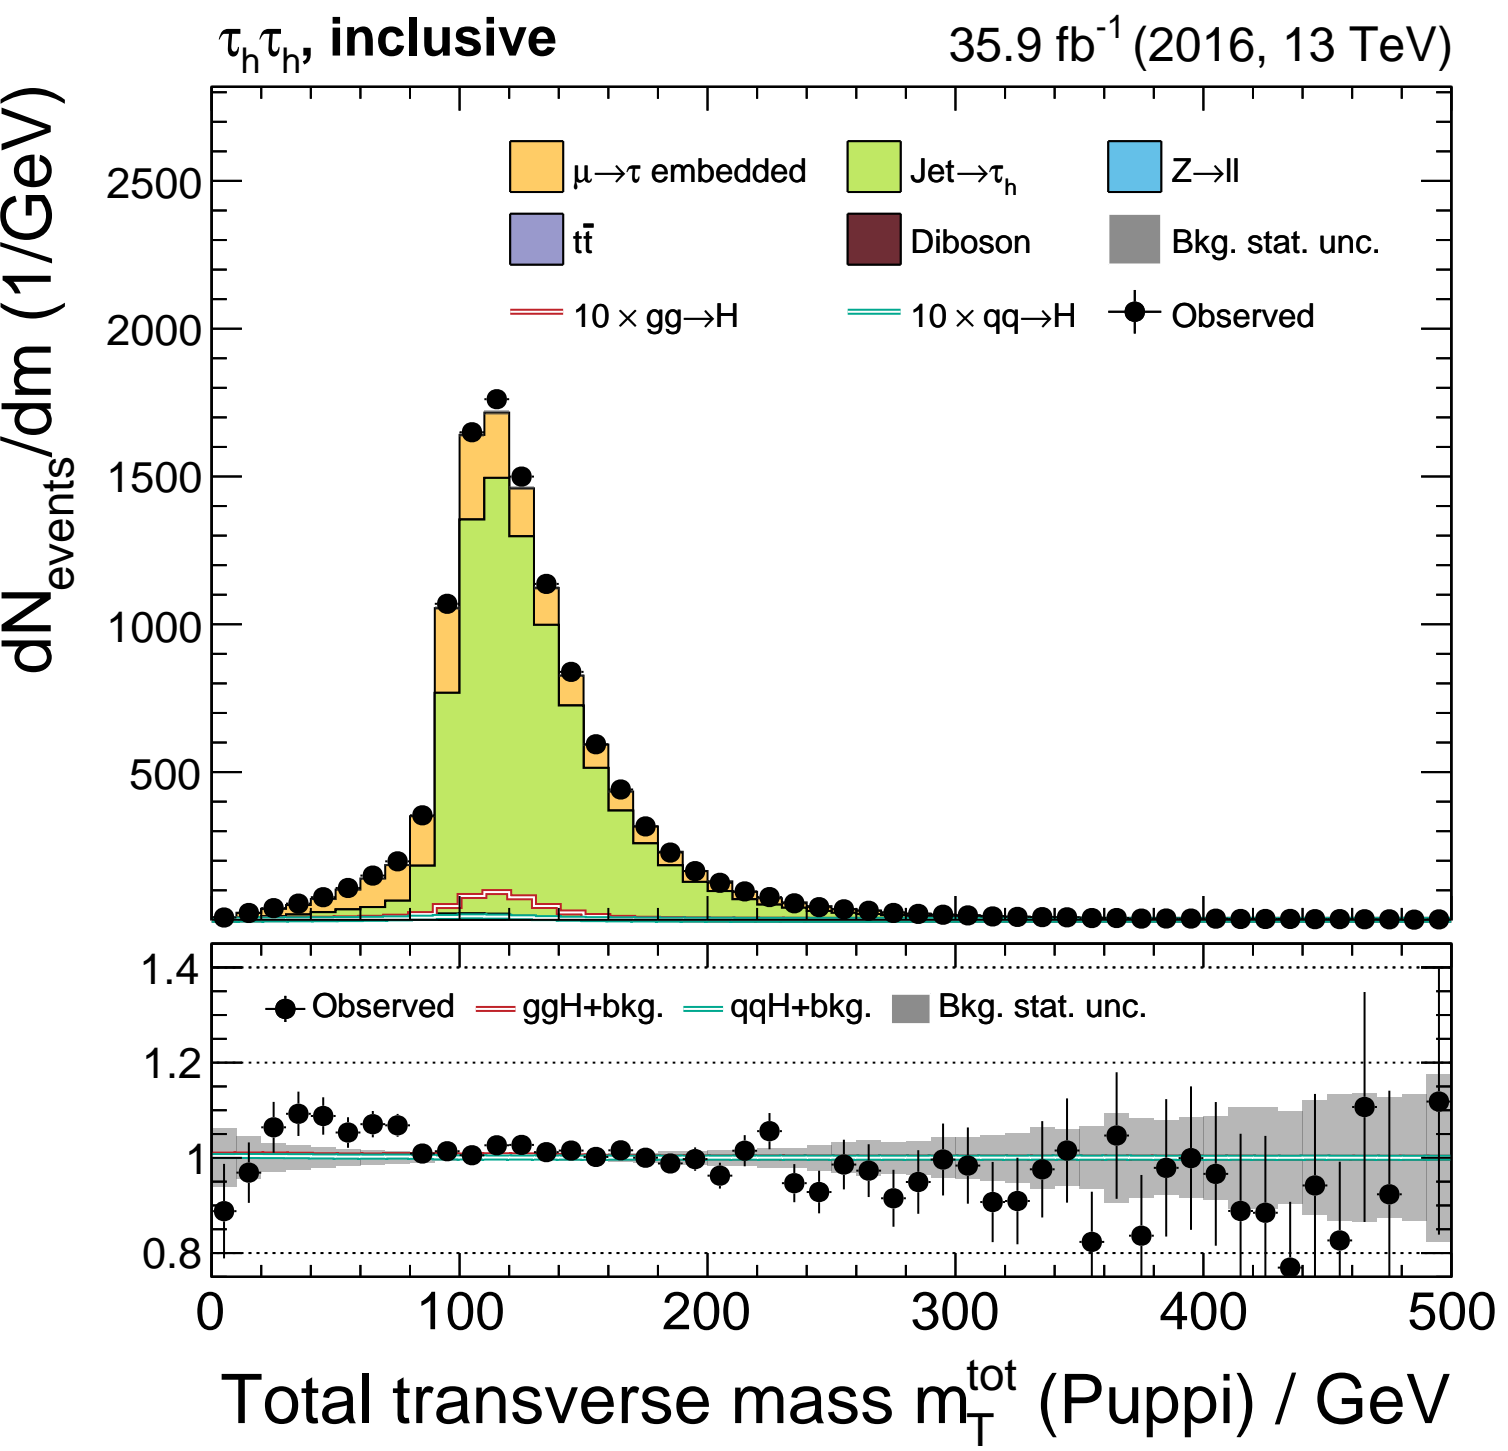 τhτh, inclusive 35.9 fb-1 (2016, 13 TeV)
dNevents/dm (1/GeV)
2500
2000
1500
1000
500
μ→τ embedded Jet→τh Z→ll
tt̄ Diboson Bkg. stat. unc.
10 × gg→H 10 × qq→H Observed
1.4
1.2
1
0.8
Observed ggH+bkg. qqH+bkg. Bkg. stat. unc.
0 100 200 300 400 500
Total transverse mass mTtot (Puppi) / GeV